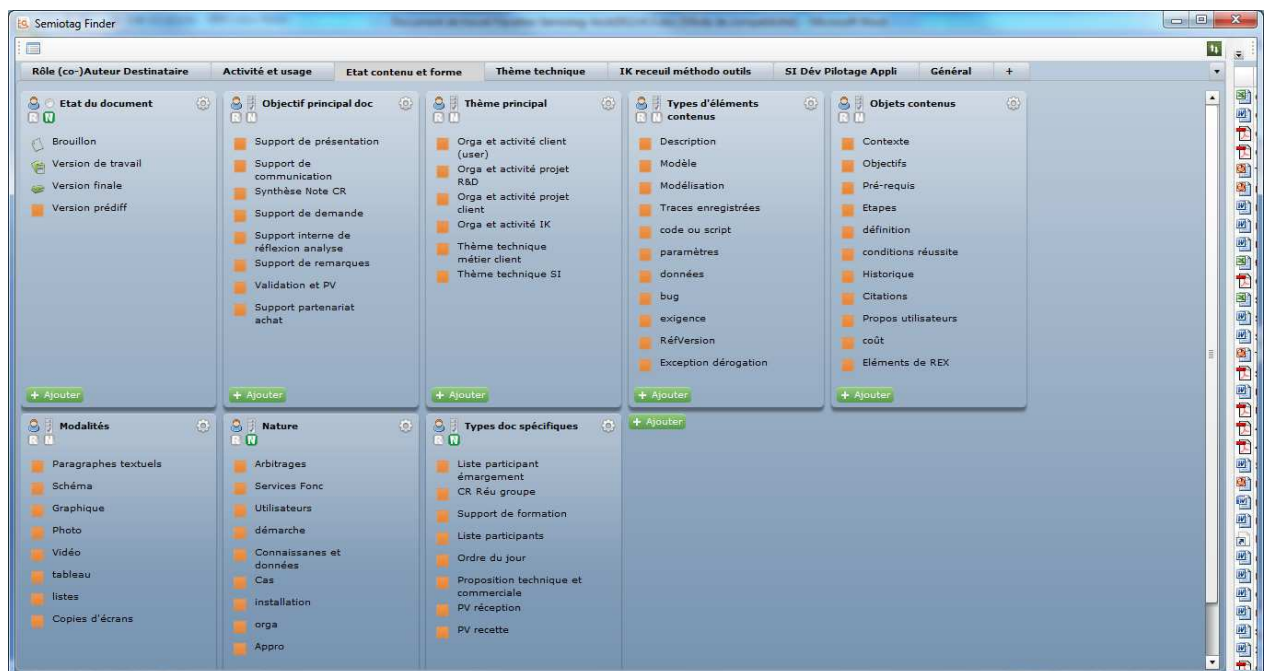 Semiotag Finder
Rôle (co-)Auteur Destinataire
Activité et usage
Etat contenu et forme
Thème technique
IK receuil méthodo outils
SI Dév Pilotage Appli
Général
+
Etat du document
R N
Brouillon
Version de travail
Version finale
Version prédiff
+ Ajouter
Objectif principal doc
R N
Support de présentation
Support de
communication
Synthèse Note CR
Support de demande
Support interne de
réflexion analyse
Support de remarques
Validation et PV
Support partenariat
achat
+ Ajouter
Thème principal
R N
Orga et activité client
(user)
Orga et activité projet
R&D
Orga et activité projet
client
Orga et activité IK
Thème technique
métier client
Thème technique SI
+ Ajouter
Types d'éléments
R N contenus
Description
Modèle
Modélisation
Traces enregistrées
code ou script
paramètres
données
bug
exigence
RéfVersion
Exception dérogation
+ Ajouter
Objets contenus
R N
Contexte
Objectifs
Pré-requis
Etapes
définition
conditions réussite
Historique
Citations
Propos utilisateurs
coût
Eléments de REX
+ Ajouter
Modalités
R N
Paragraphes textuels
Schéma
Graphique
Photo
Vidéo
tableau
listes
Copies d'écrans
Nature
R N
Arbitrages
Services Fonc
Utilisateurs
démarche
Connaissanes et
données
Cas
installation
orga
Appro
Types doc spécifiques
R N
Liste participant
émargement
CR Réu groupe
Support de formation
Liste participants
Ordre du jour
Proposition technique et
commerciale
PV réception
PV recette
+ Ajouter